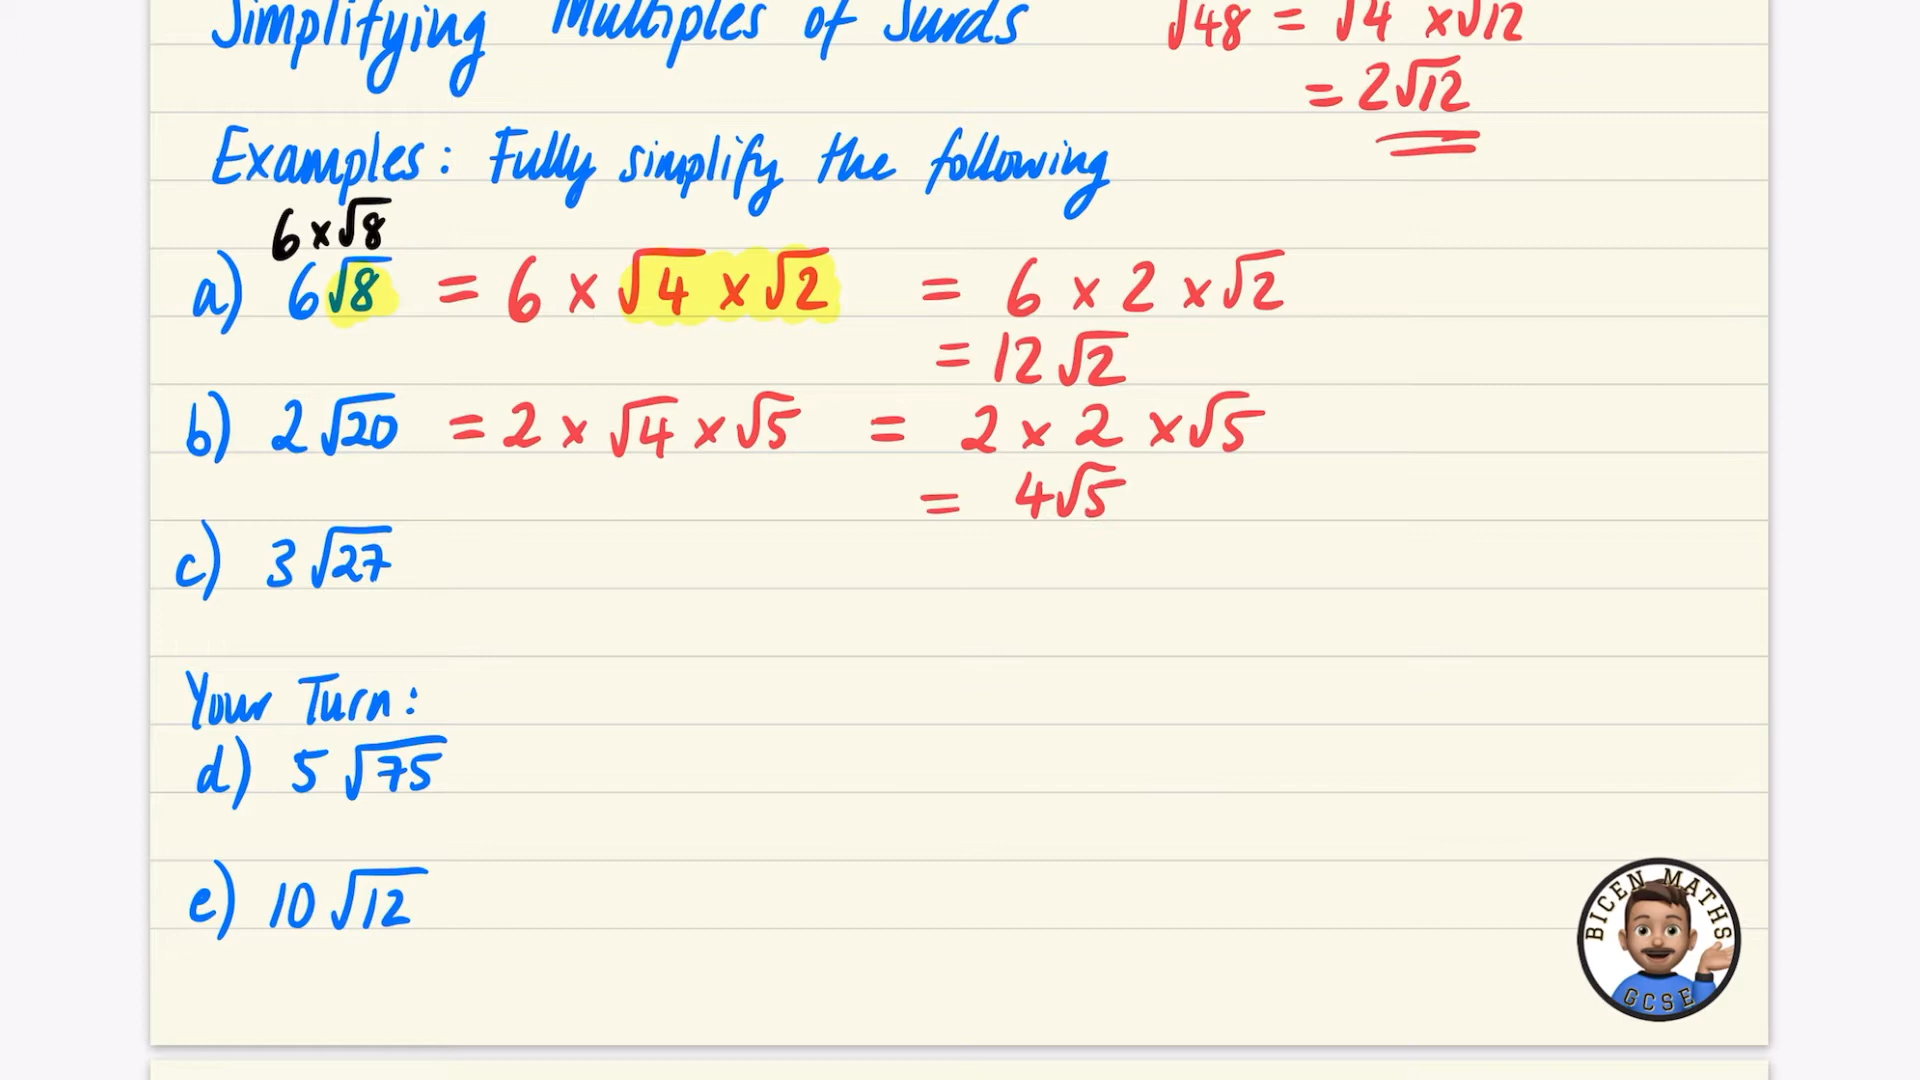 Simplifying Multiples of Surds
√48 = √4 × √12
= 2√12
Examples: Fully simplify the following
6 × √8
a) 6√8 = 6 × √4 × √2 = 6 × 2 × √2
= 12√2
b) 2√20 = 2 × √4 × √5 = 2 × 2 × √5
= 4√5
c) 3√27
Your Turn:
d) 5√75
e) 10√12
BICEN MATHS
GCSE